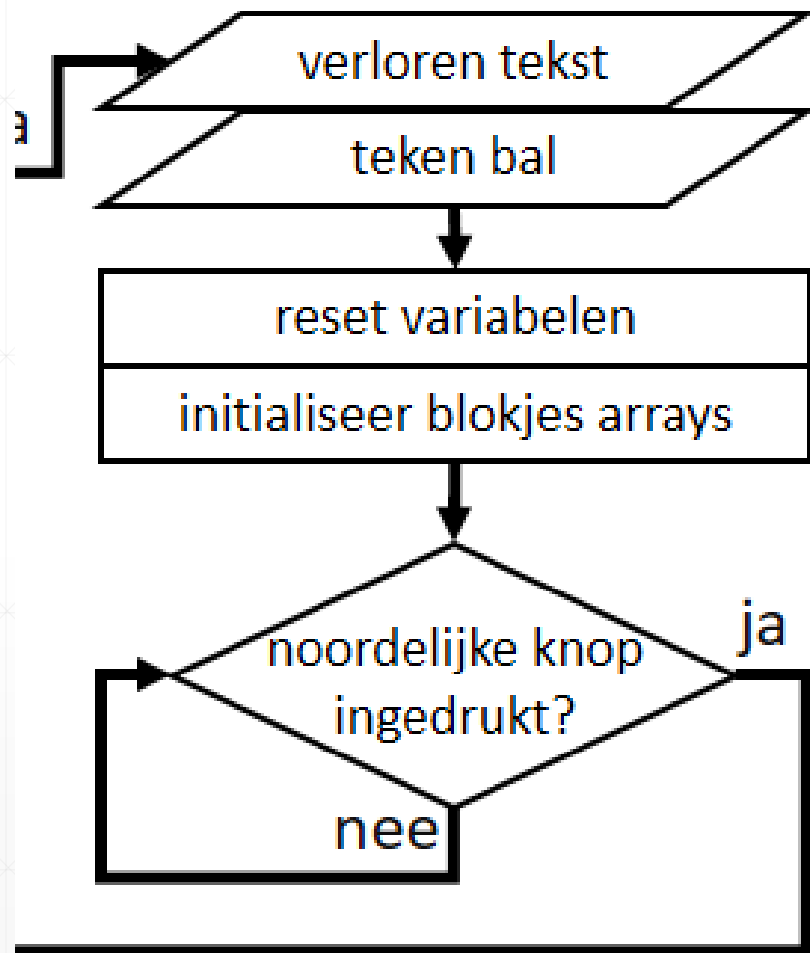 verloren tekst
a
teken bal
reset variabelen
initialiseer blokjes arrays
ja
noordelijke knop
ingedrukt?
nee